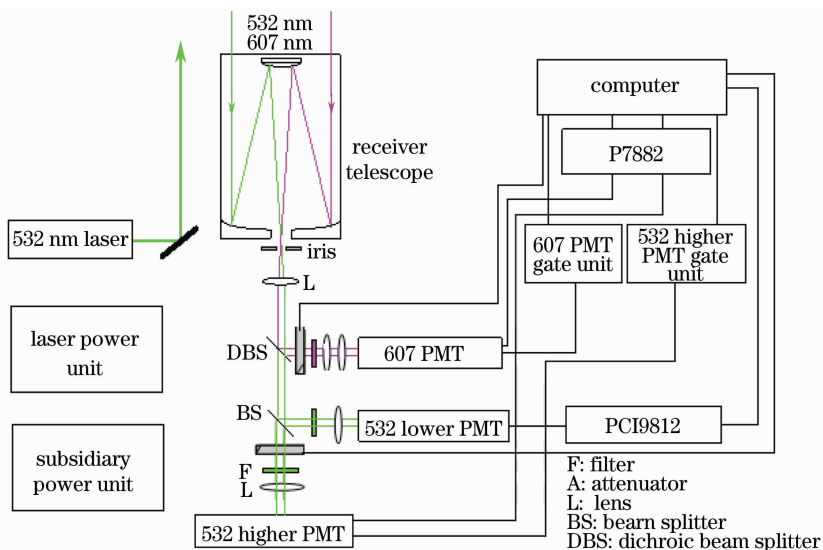 532 nm
607 nm
computer
P7882
receiver
telescope
532 nm laser
iris
607 PMT
gate unit
532 higher
PMT gate
unit
L
laser power
unit
DBS
607 PMT
BS
532 lower PMT
PCI9812
subsidiary
power unit
F
L
532 higher PMT
F: filter
A: attenuator
L: lens
BS: bearn splitter
DBS: dichroic beam splitter